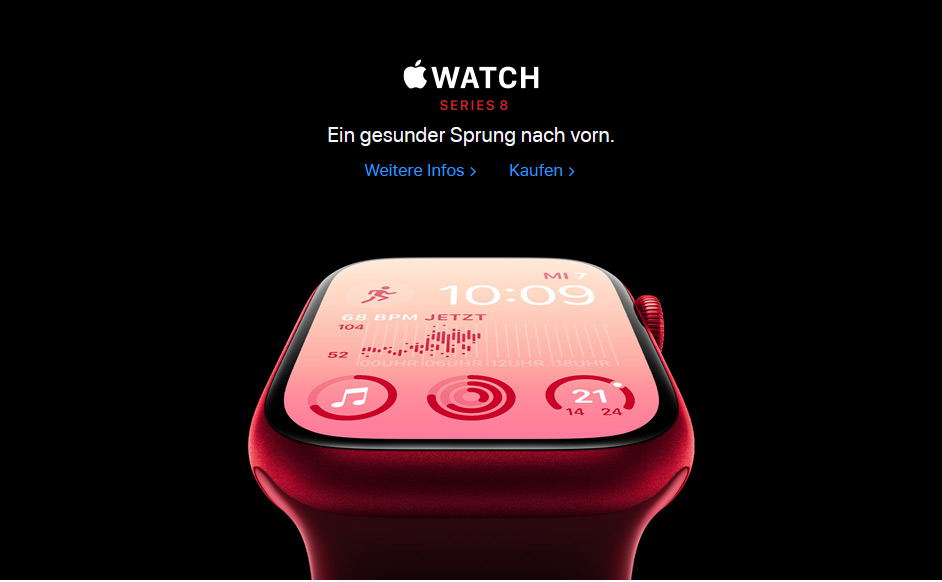 WATCH
SERIES 8
Ein gesunder Sprung nach vorn.
Weitere Infos > Kaufen >
MI 7
10:09
68 BPM JETZT
104
52
00UHR 06UHR 12UHR 18UHR
21
14 24